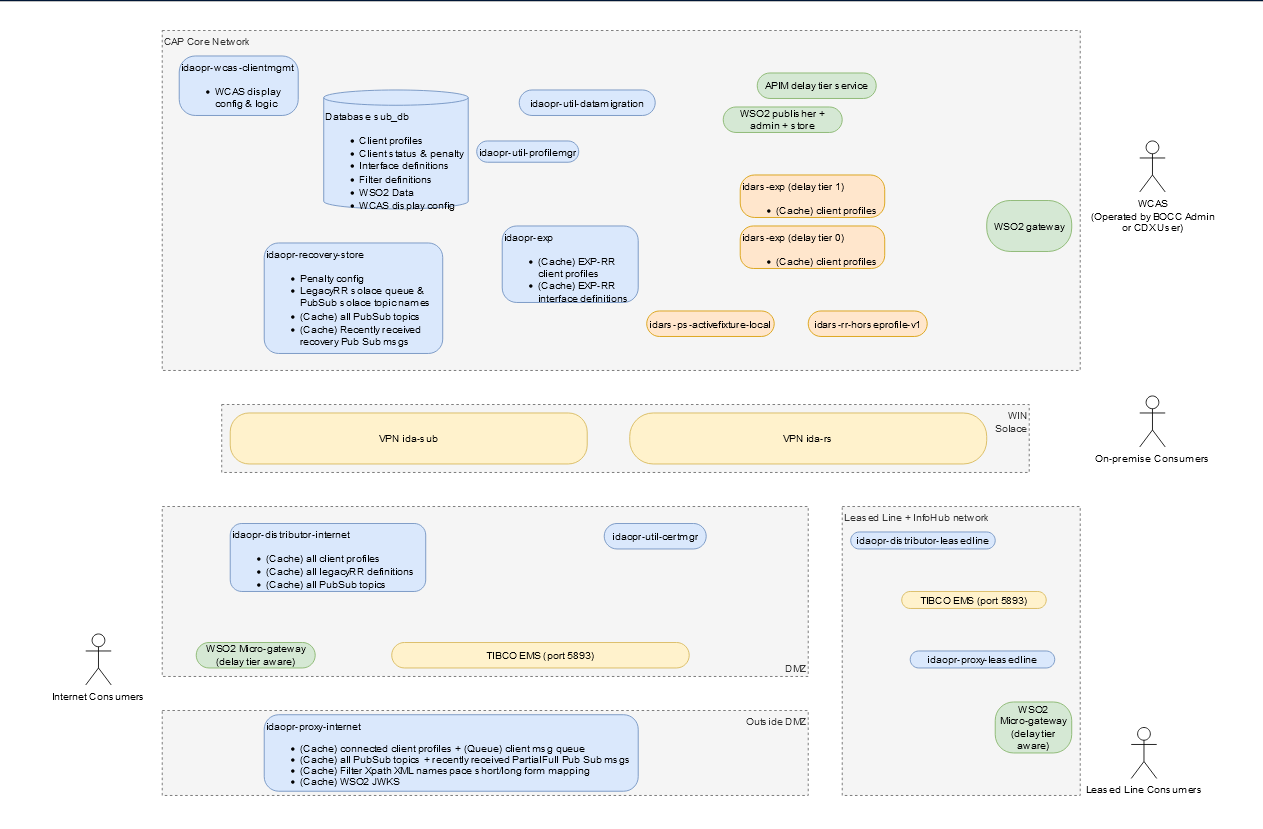 CAP Core Network
idaopr-wcas-clientmgmt
• WCAS display
config & logic
Database sub_db
• Client profiles
• Client status & penalty
• Interface definitions
• Filter definitions
• WSO2 Data
• WCAS display config
idaopr-util-datamigration
idaopr-util-profilemgr
APIM delay tier service
WSO2 publisher +
admin + store
idars-exp (delay tier 1)
• (Cache) client profiles
idars-exp (delay tier 0)
• (Cache) client profiles
WSO2 gateway
WCAS
(Operated by BOCC Admin
or CDX User)
idaopr-recovery-store
• Penalty config
• LegacyRR solace queue &
PubSub solace topic names
• (Cache) all PubSub topics
• (Cache) Recently received
recovery Pub Sub msgs
idaopr-exp
• (Cache) EXP-RR
client profiles
• (Cache) EXP-RR
interface definitions
idars-ps-activefixture-local
idars-rr-horseprofile-v1
WIN
Solace
VPN ida-sub
VPN ida-rs
On-premise Consumers
idaopr-distributor-internet
• (Cache) all client profiles
• (Cache) all legacyRR definitions
• (Cache) all PubSub topics
idaopr-util-certmgr
WSO2 Micro-gateway
(delay tier aware)
TIBCO EMS (port 5893)
DMZ
Internet Consumers
Leased Line + InfoHub network
idaopr-distributor-leasedline
TIBCO EMS (port 5893)
idaopr-proxy-leasedline
WSO2
Micro-gateway
(delay tier
aware)
Leased Line Consumers
Outside DMZ
idaopr-proxy-internet
• (Cache) connected client profiles + (Queue) client msg queue
• (Cache) all PubSub topics + recently received PartialFull Pub Sub msgs
• (Cache) Filter Xpath XML namespace short/long form mapping
• (Cache) WSO2 JWKS